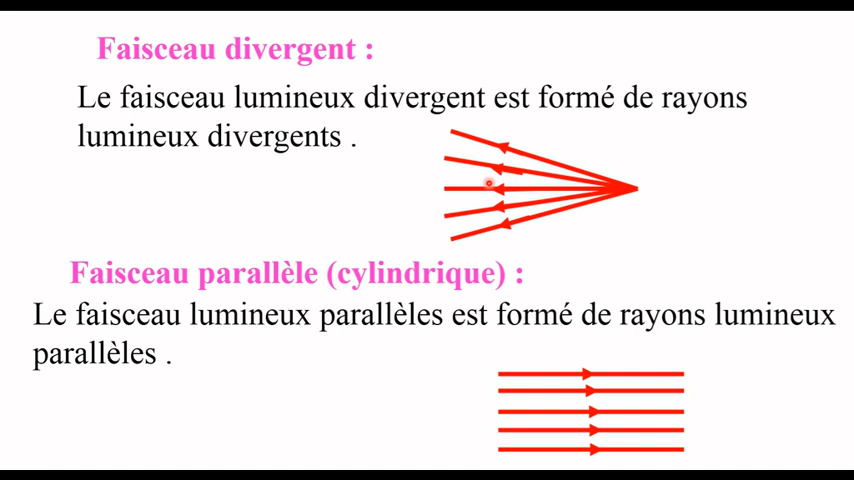 Faisceau divergent :
Le faisceau lumineux divergent est formé de rayons
lumineux divergents .
Faisceau parallèle (cylindrique) :
Le faisceau lumineux parallèles est formé de rayons lumineux
parallèles .